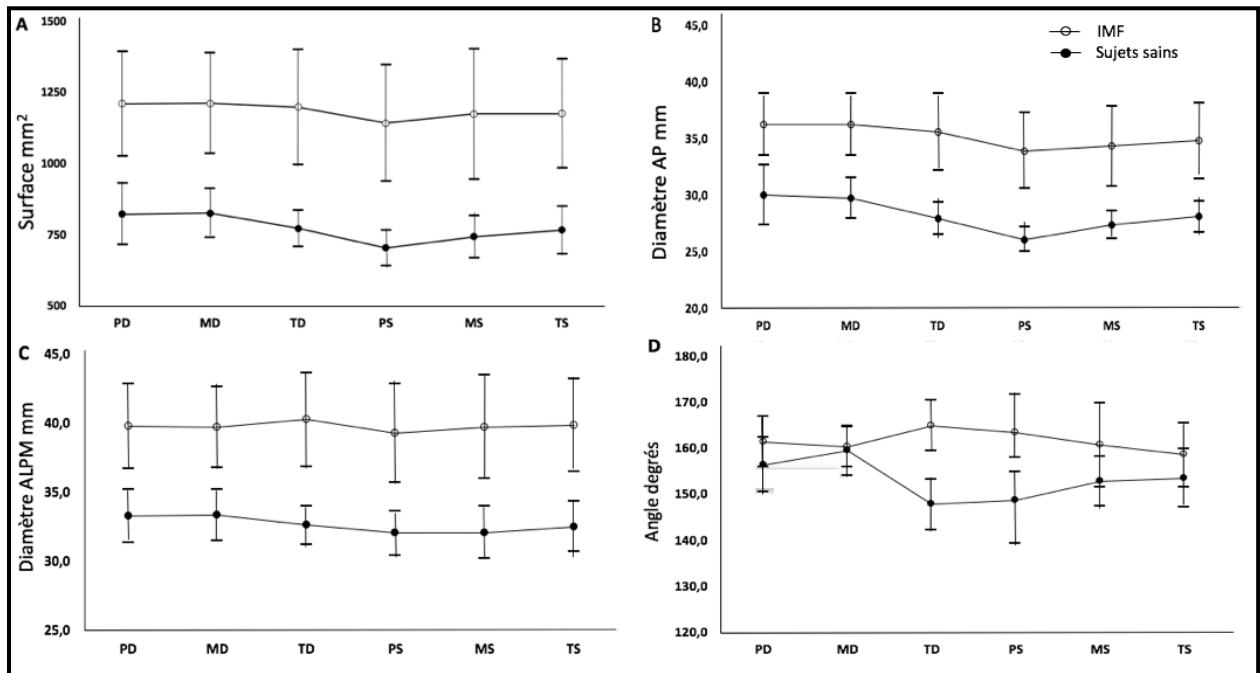 A
Surface mm²
1500
1250
1000
750
500
PD MD TD PS MS TS
B
Diamètre AP mm
45,0
40,0
35,0
30,0
25,0
20,0
IMF
Sujets sains
PD MD TD PS MS TS
C
Diamètre ALPM mm
45,0
40,0
35,0
30,0
25,0
PD MD TD PS MS TS
D
Angle degrés
180,0
170,0
160,0
150,0
140,0
130,0
120,0
PD MD TD PS MS TS